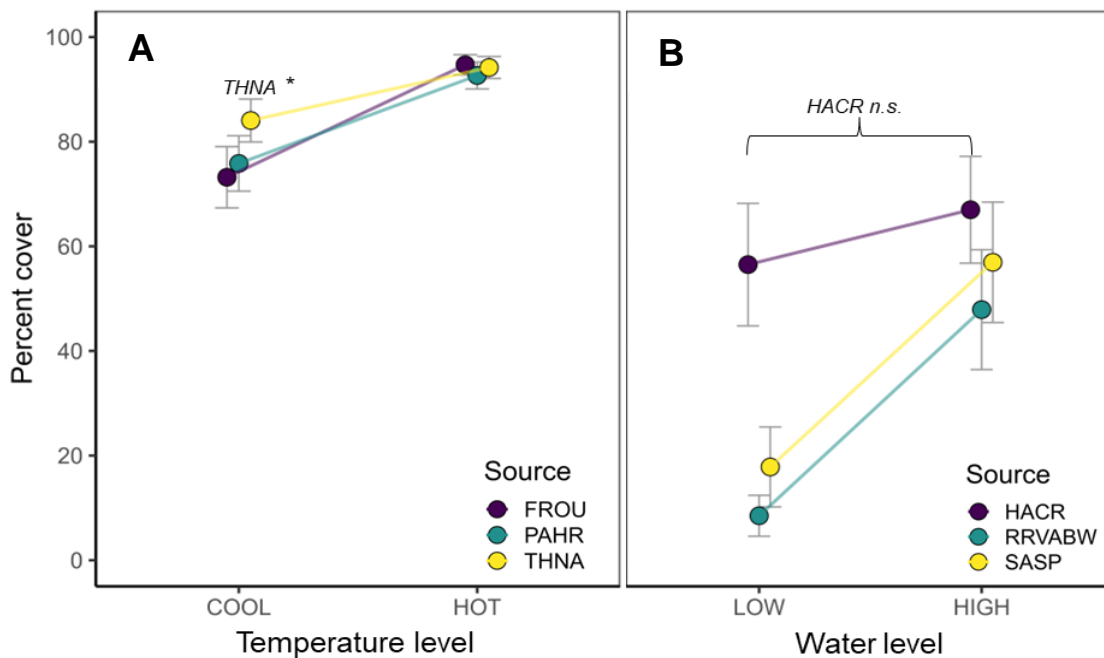 Percent cover
100
80
60
40
20
0
A
THNA *
Source
FROU
PAHR
THNA
COOL
HOT
Temperature level
B
HACR n.s.
Source
HACR
RRVABW
SASP
LOW
HIGH
Water level